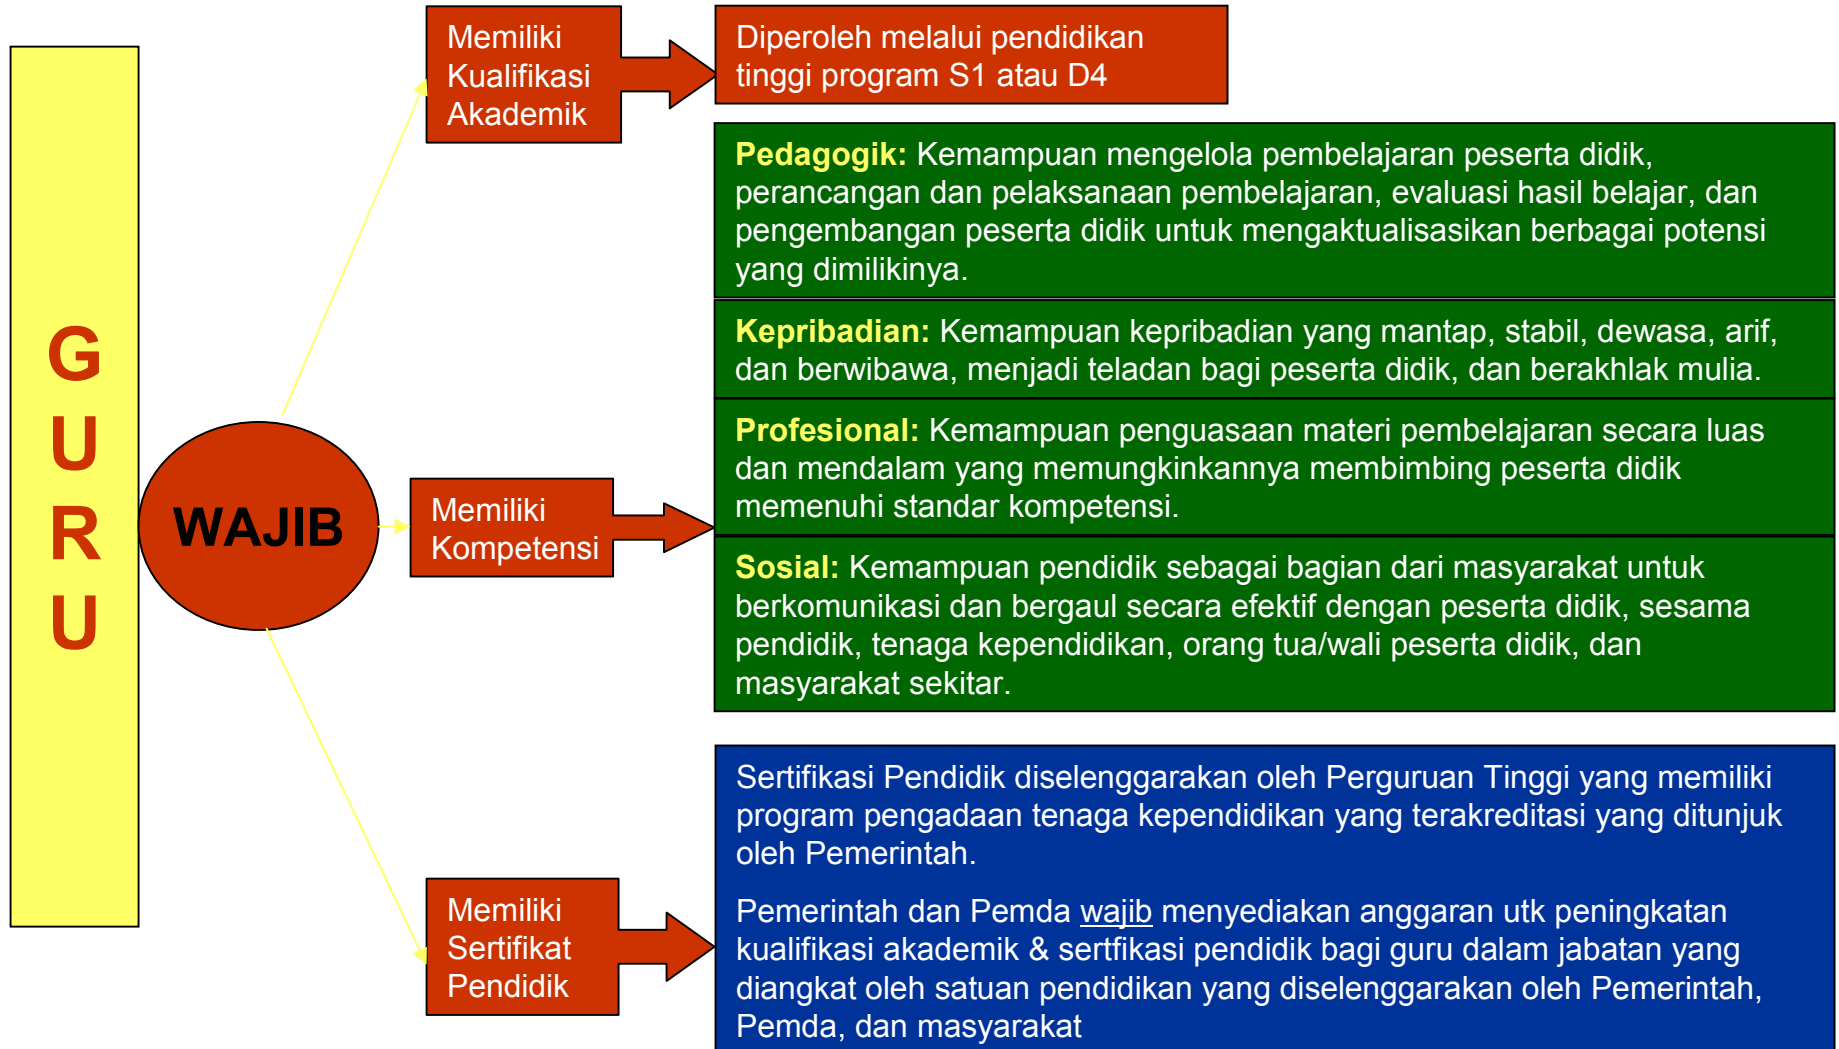 G
U
R
U
WAJIB
Memiliki
Kualifikasi
Akademik
Diperoleh melalui pendidikan
tinggi program S1 atau D4
Memiliki
Kompetensi
Pedagogik: Kemampuan mengelola pembelajaran peserta didik,
perancangan dan pelaksanaan pembelajaran, evaluasi hasil belajar, dan
pengembangan peserta didik untuk mengaktualisasikan berbagai potensi
yang dimilikinya.
Kepribadian: Kemampuan kepribadian yang mantap, stabil, dewasa, arif,
dan berwibawa, menjadi teladan bagi peserta didik, dan berakhlak mulia.
Profesional: Kemampuan penguasaan materi pembelajaran secara luas
dan mendalam yang memungkinkannya membimbing peserta didik
memenuhi standar kompetensi.
Sosial: Kemampuan pendidik sebagai bagian dari masyarakat untuk
berkomunikasi dan bergaul secara efektif dengan peserta didik, sesama
pendidik, tenaga kependidikan, orang tua/wali peserta didik, dan
masyarakat sekitar.
Memiliki
Sertifikat
Pendidik
Sertifikasi Pendidik diselenggarakan oleh Perguruan Tinggi yang memiliki
program pengadaan tenaga kependidikan yang terakreditasi yang ditunjuk
oleh Pemerintah.
Pemerintah dan Pemda wajib menyediakan anggaran utk peningkatan
kualifikasi akademik & sertfikasi pendidik bagi guru dalam jabatan yang
diangkat oleh satuan pendidikan yang diselenggarakan oleh Pemerintah,
Pemda, dan masyarakat